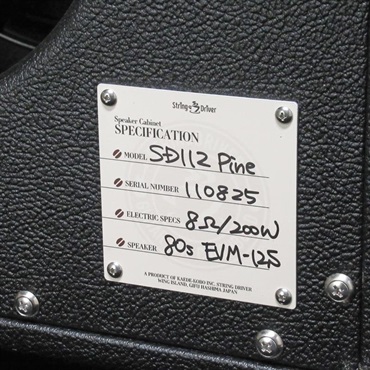 String Driver
Speaker Cabinet
SPECIFICATION
MODEL SD112 Pine
SERIAL NUMBER 110825
ELECTRIC SPECS 8Ω/200W
SPEAKER 80s EVM-12S
A PRODUCT OF KAEDE-KOBO INC. STRING DRIVER
WING ISLAND, GIFU HASHIMA JAPAN